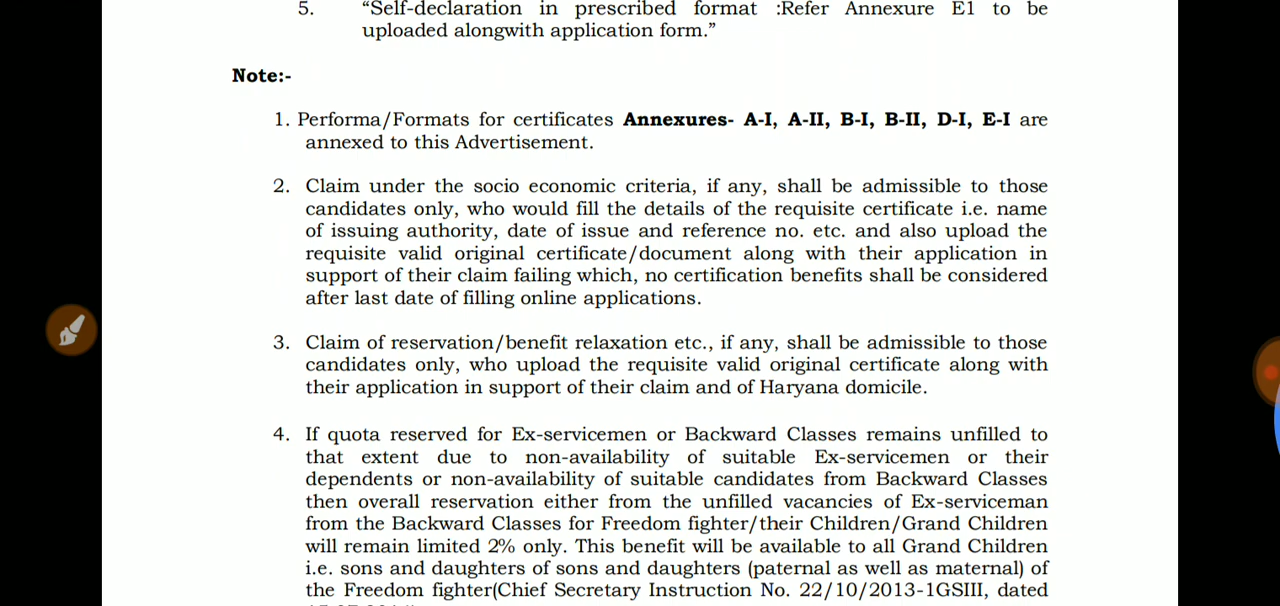 5. “Self-declaration in prescribed format :Refer Annexure E1 to be
uploaded alongwith application form.”
Note:-
1. Performa/Formats for certificates Annexures- A-I, A-II, B-I, B-II, D-I, E-I are
annexed to this Advertisement.
2. Claim under the socio economic criteria, if any, shall be admissible to those
candidates only, who would fill the details of the requisite certificate i.e. name
of issuing authority, date of issue and reference no. etc. and also upload the
requisite valid original certificate/document along with their application in
support of their claim failing which, no certification benefits shall be considered
after last date of filling online applications.
3. Claim of reservation/benefit relaxation etc., if any, shall be admissible to those
candidates only, who upload the requisite valid original certificate along with
their application in support of their claim and of Haryana domicile.
4. If quota reserved for Ex-servicemen or Backward Classes remains unfilled to
that extent due to non-availability of suitable Ex-servicemen or their
dependents or non-availability of suitable candidates from Backward Classes
then overall reservation either from the unfilled vacancies of Ex-serviceman
from the Backward Classes for Freedom fighter/their Children/Grand Children
will remain limited 2% only. This benefit will be available to all Grand Children
i.e. sons and daughters of sons and daughters (paternal as well as maternal) of
the Freedom fighter(Chief Secretary Instruction No. 22/10/2013-1GSIII, dated